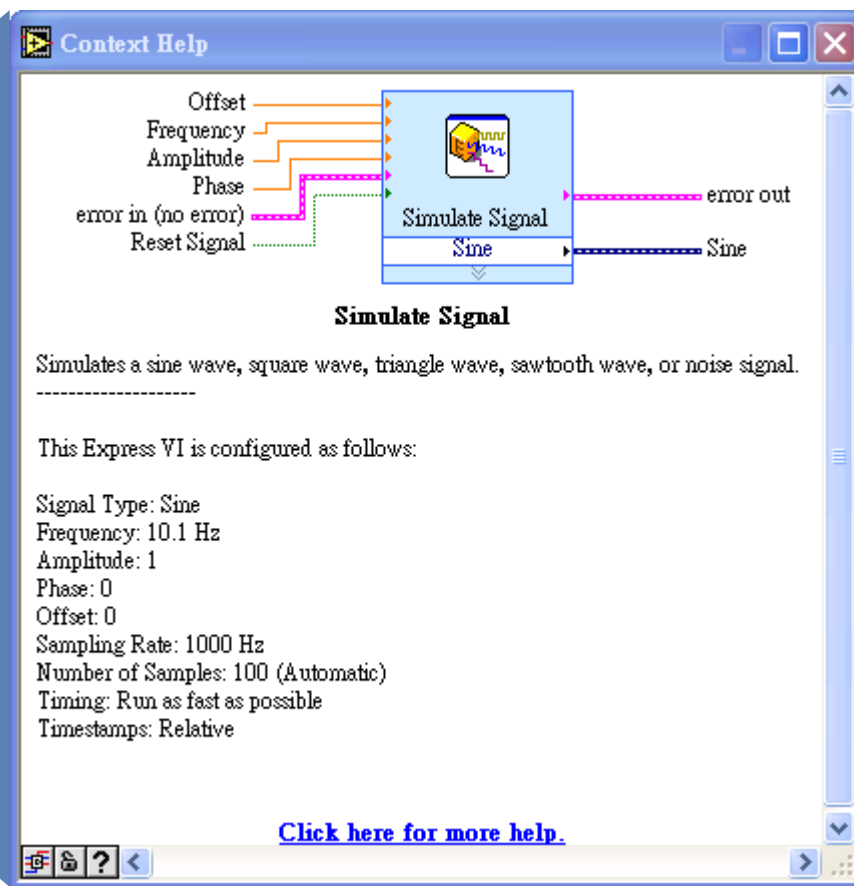 Context Help
Offset
Frequency
Amplitude
Phase
error in (no error)
Reset Signal
Simulate Signal
Sine
error out
Sine
Simulate Signal
Simulates a sine wave, square wave, triangle wave, sawtooth wave, or noise signal.
--------------------
This Express VI is configured as follows:
Signal Type: Sine
Frequency: 10.1 Hz
Amplitude: 1
Phase: 0
Offset: 0
Sampling Rate: 1000 Hz
Number of Samples: 100 (Automatic)
Timing: Run as fast as possible
Timestamps: Relative
Click here for more help.
?